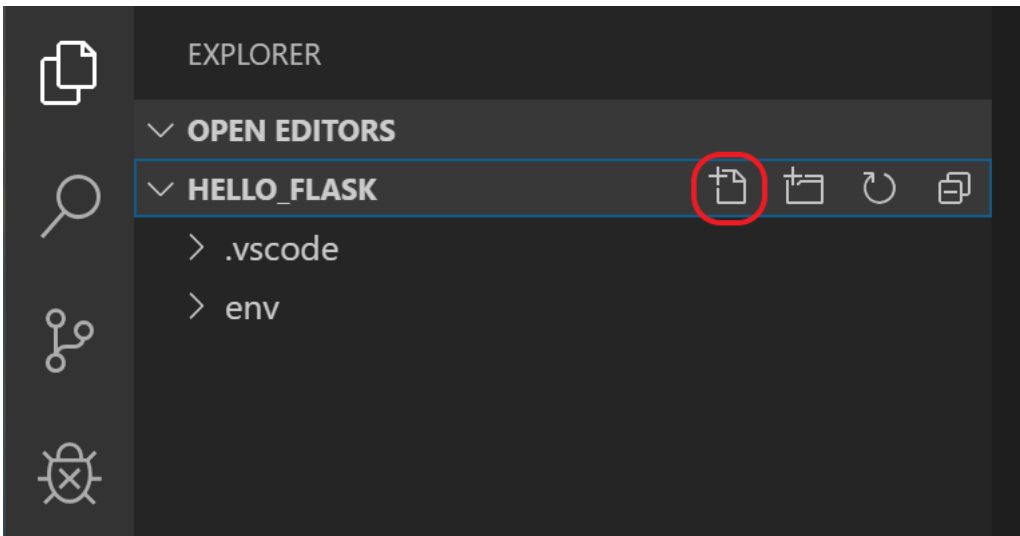 EXPLORER
OPEN EDITORS
HELLO_FLASK
.vscode
env